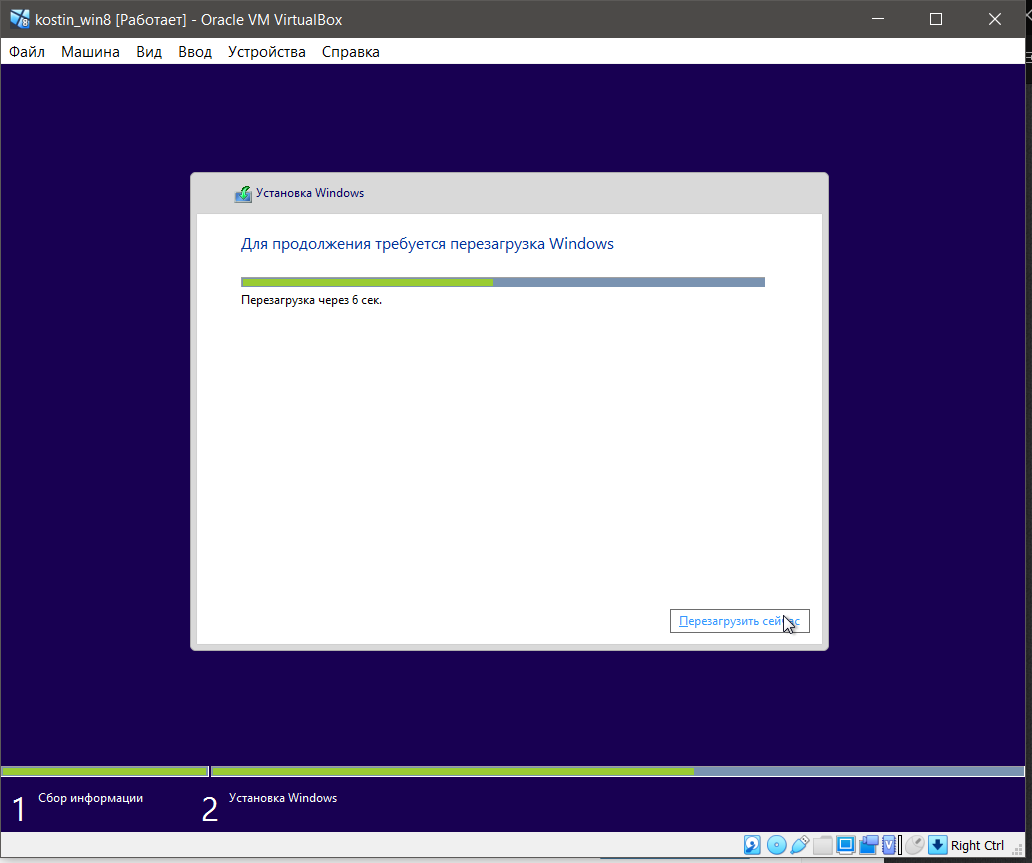 kostin_win8 [Работает] - Oracle VM VirtualBox
Файл Машина Вид Ввод Устройства Справка
Установка Windows
Для продолжения требуется перезагрузка Windows
Перезагрузка через 6 сек.
Перезагрузить сейчас
1 Сбор информации 2 Установка Windows
Right Ctrl